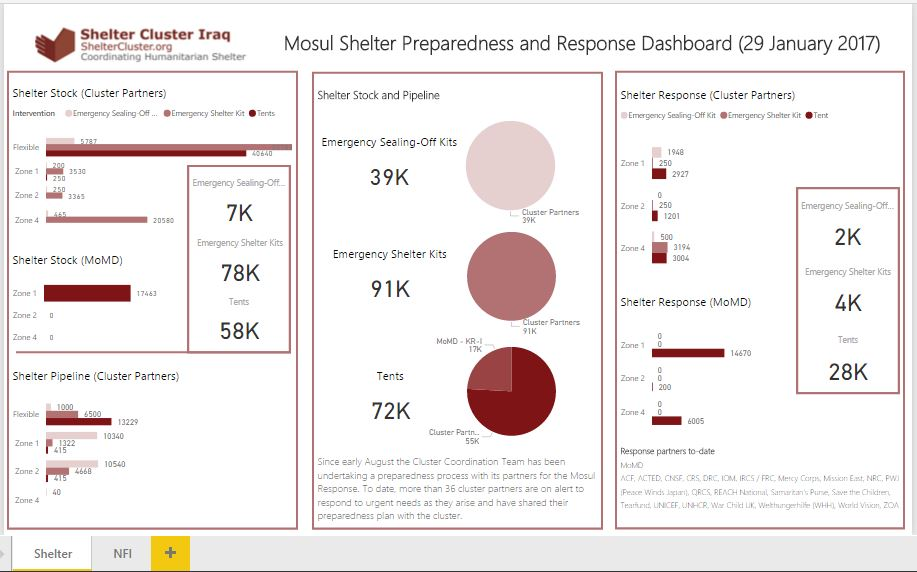 Shelter Cluster Iraq
ShelterCluster.org
Coordinating Humanitarian Shelter
Mosul Shelter Preparedness and Response Dashboard (29 January 2017)
Shelter Stock (Cluster Partners)
Intervention Emergency Sealing-Off ... Emergency Shelter Kit Tents
Flexible 5787
40640
Zone 1 200
3530
250
Zone 2 250
3365
Zone 4 465
20580
Emergency Sealing-Off...
7K
Emergency Shelter Kits
78K
Tents
58K
Shelter Stock (MoMD)
Zone 1 17463
Zone 2 0
Zone 4 0
Shelter Pipeline (Cluster Partners)
Flexible 1000
6500
13229
Zone 1 10340
1322
415
Zone 2 10540
4668
415
Zone 4 40
Shelter Stock and Pipeline
Emergency Sealing-Off Kits
39K
Cluster Partners
39K
Emergency Shelter Kits
91K
Cluster Partners
91K
MoMD - KR-I
17K
Tents
72K
Cluster Partn...
55K
Since early August the Cluster Coordination Team has been
undertaking a preparedness process with its partners for the Mosul
Response. To date, more than 36 cluster partners are on alert to
respond to urgent needs as they arise and have shared their
preparedness plan with the cluster.
Shelter Response (Cluster Partners)
Emergency Sealing-Off Kit Emergency Shelter Kit Tent
Zone 1 1948
250
2927
Zone 2 0
250
1201
Zone 4 500
3194
3004
Emergency Sealing-Off...
2K
Emergency Shelter Kits
4K
Tents
28K
Shelter Response (MoMD)
Zone 1 0
0
14670
Zone 2 0
0
200
Zone 4 0
0
6005
Response partners to-date
MoMD
ACF, ACTED, CNSF, CRS, DRC, IOM, IRCS / FRC, Mercy Corps, Mission East, NRC, PWJ
(Peace Winds Japan), QRCS, REACH National, Samaritan's Purse, Save the Children,
Tearfund, UNICEF, UNHCR, War Child UK, Welthungerhilfe (WHH), World Vision, ZOA
Shelter NFI +